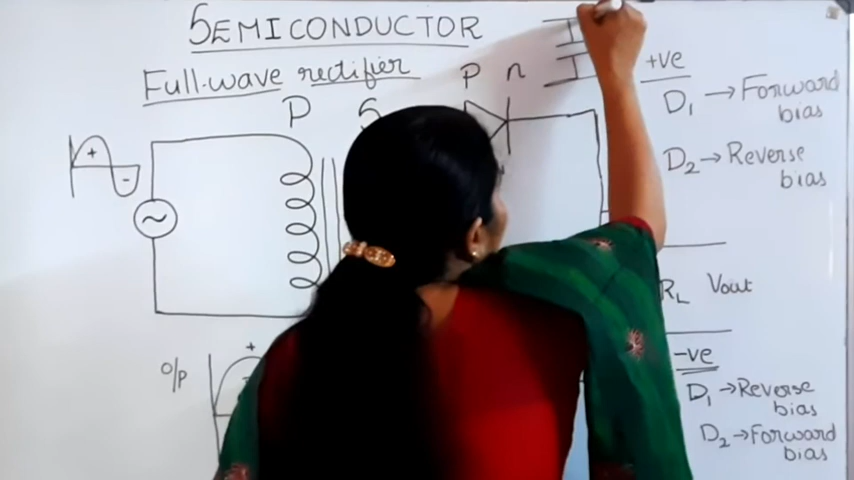 SEMICONDUCTOR
Full-wave rectifier
P
S
P n
+
-
~
+ve
D1 → Forward
bias
D2 → Reverse
bias
RL Vout
-ve
D1 → Reverse
bias
D2 → Forward
bias
O/p
+